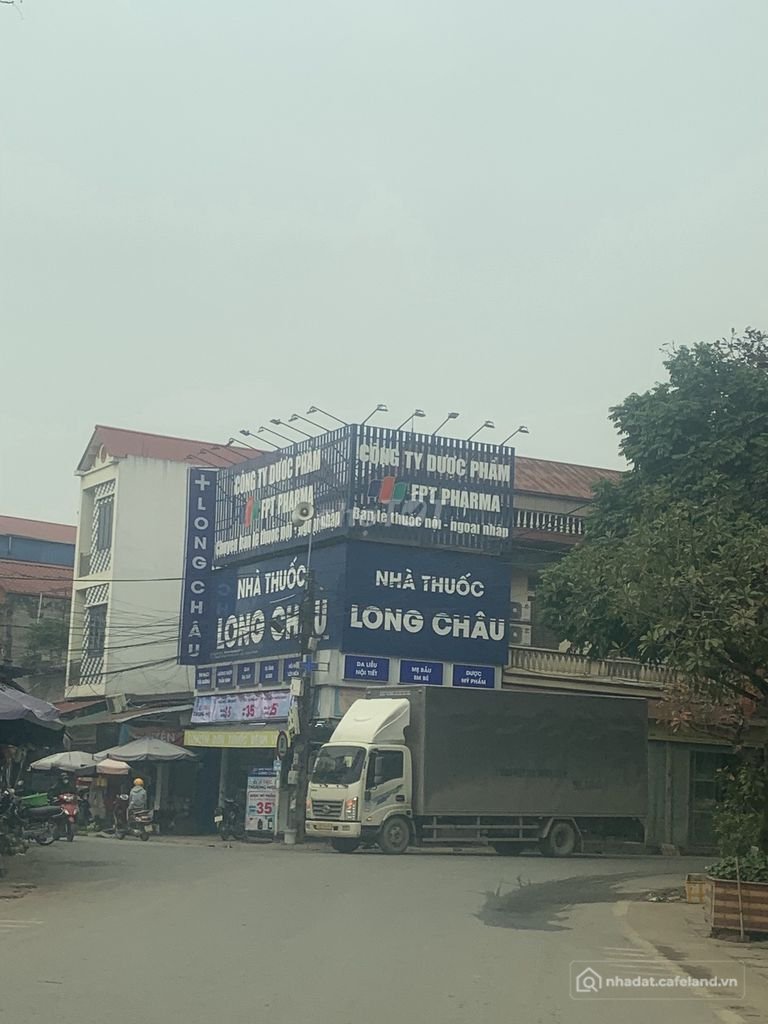 CÔNG TY DƯỢC PHẨM
FPT PHARMA
CÔNG TY DƯỢC PHẨM
FPT PHARMA
Bán lẻ thuốc nội - ngoại nhập
LONG CHÂU
NHÀ THUỐC
LONG CHÂU
NHÀ THUỐC
LONG CHÂU
DA LIỄU
NỘI TIẾT
MẸ BẦU
EM BÉ
DƯỢC
MỸ PHẨM
35
35
nhadat.cafeland.vn